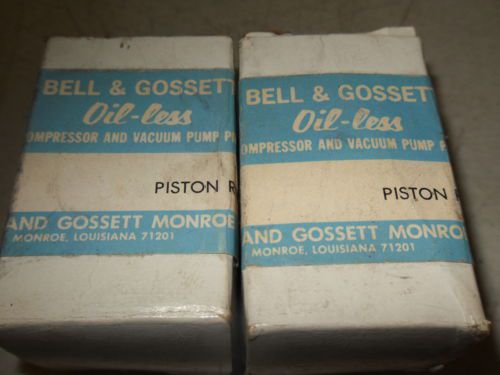 BELL & GOSSETT
Oil-less
OMPRESSOR AND VACUUM PUMP P
PISTON R
AND GOSSETT MONROE
MONROE, LOUISIANA 71201
BELL & GOSSETT
Oil-less
OMPRESSOR AND VACUUM PUMP P
PISTON R
AND GOSSETT MONROE
MONROE, LOUISIANA 71201